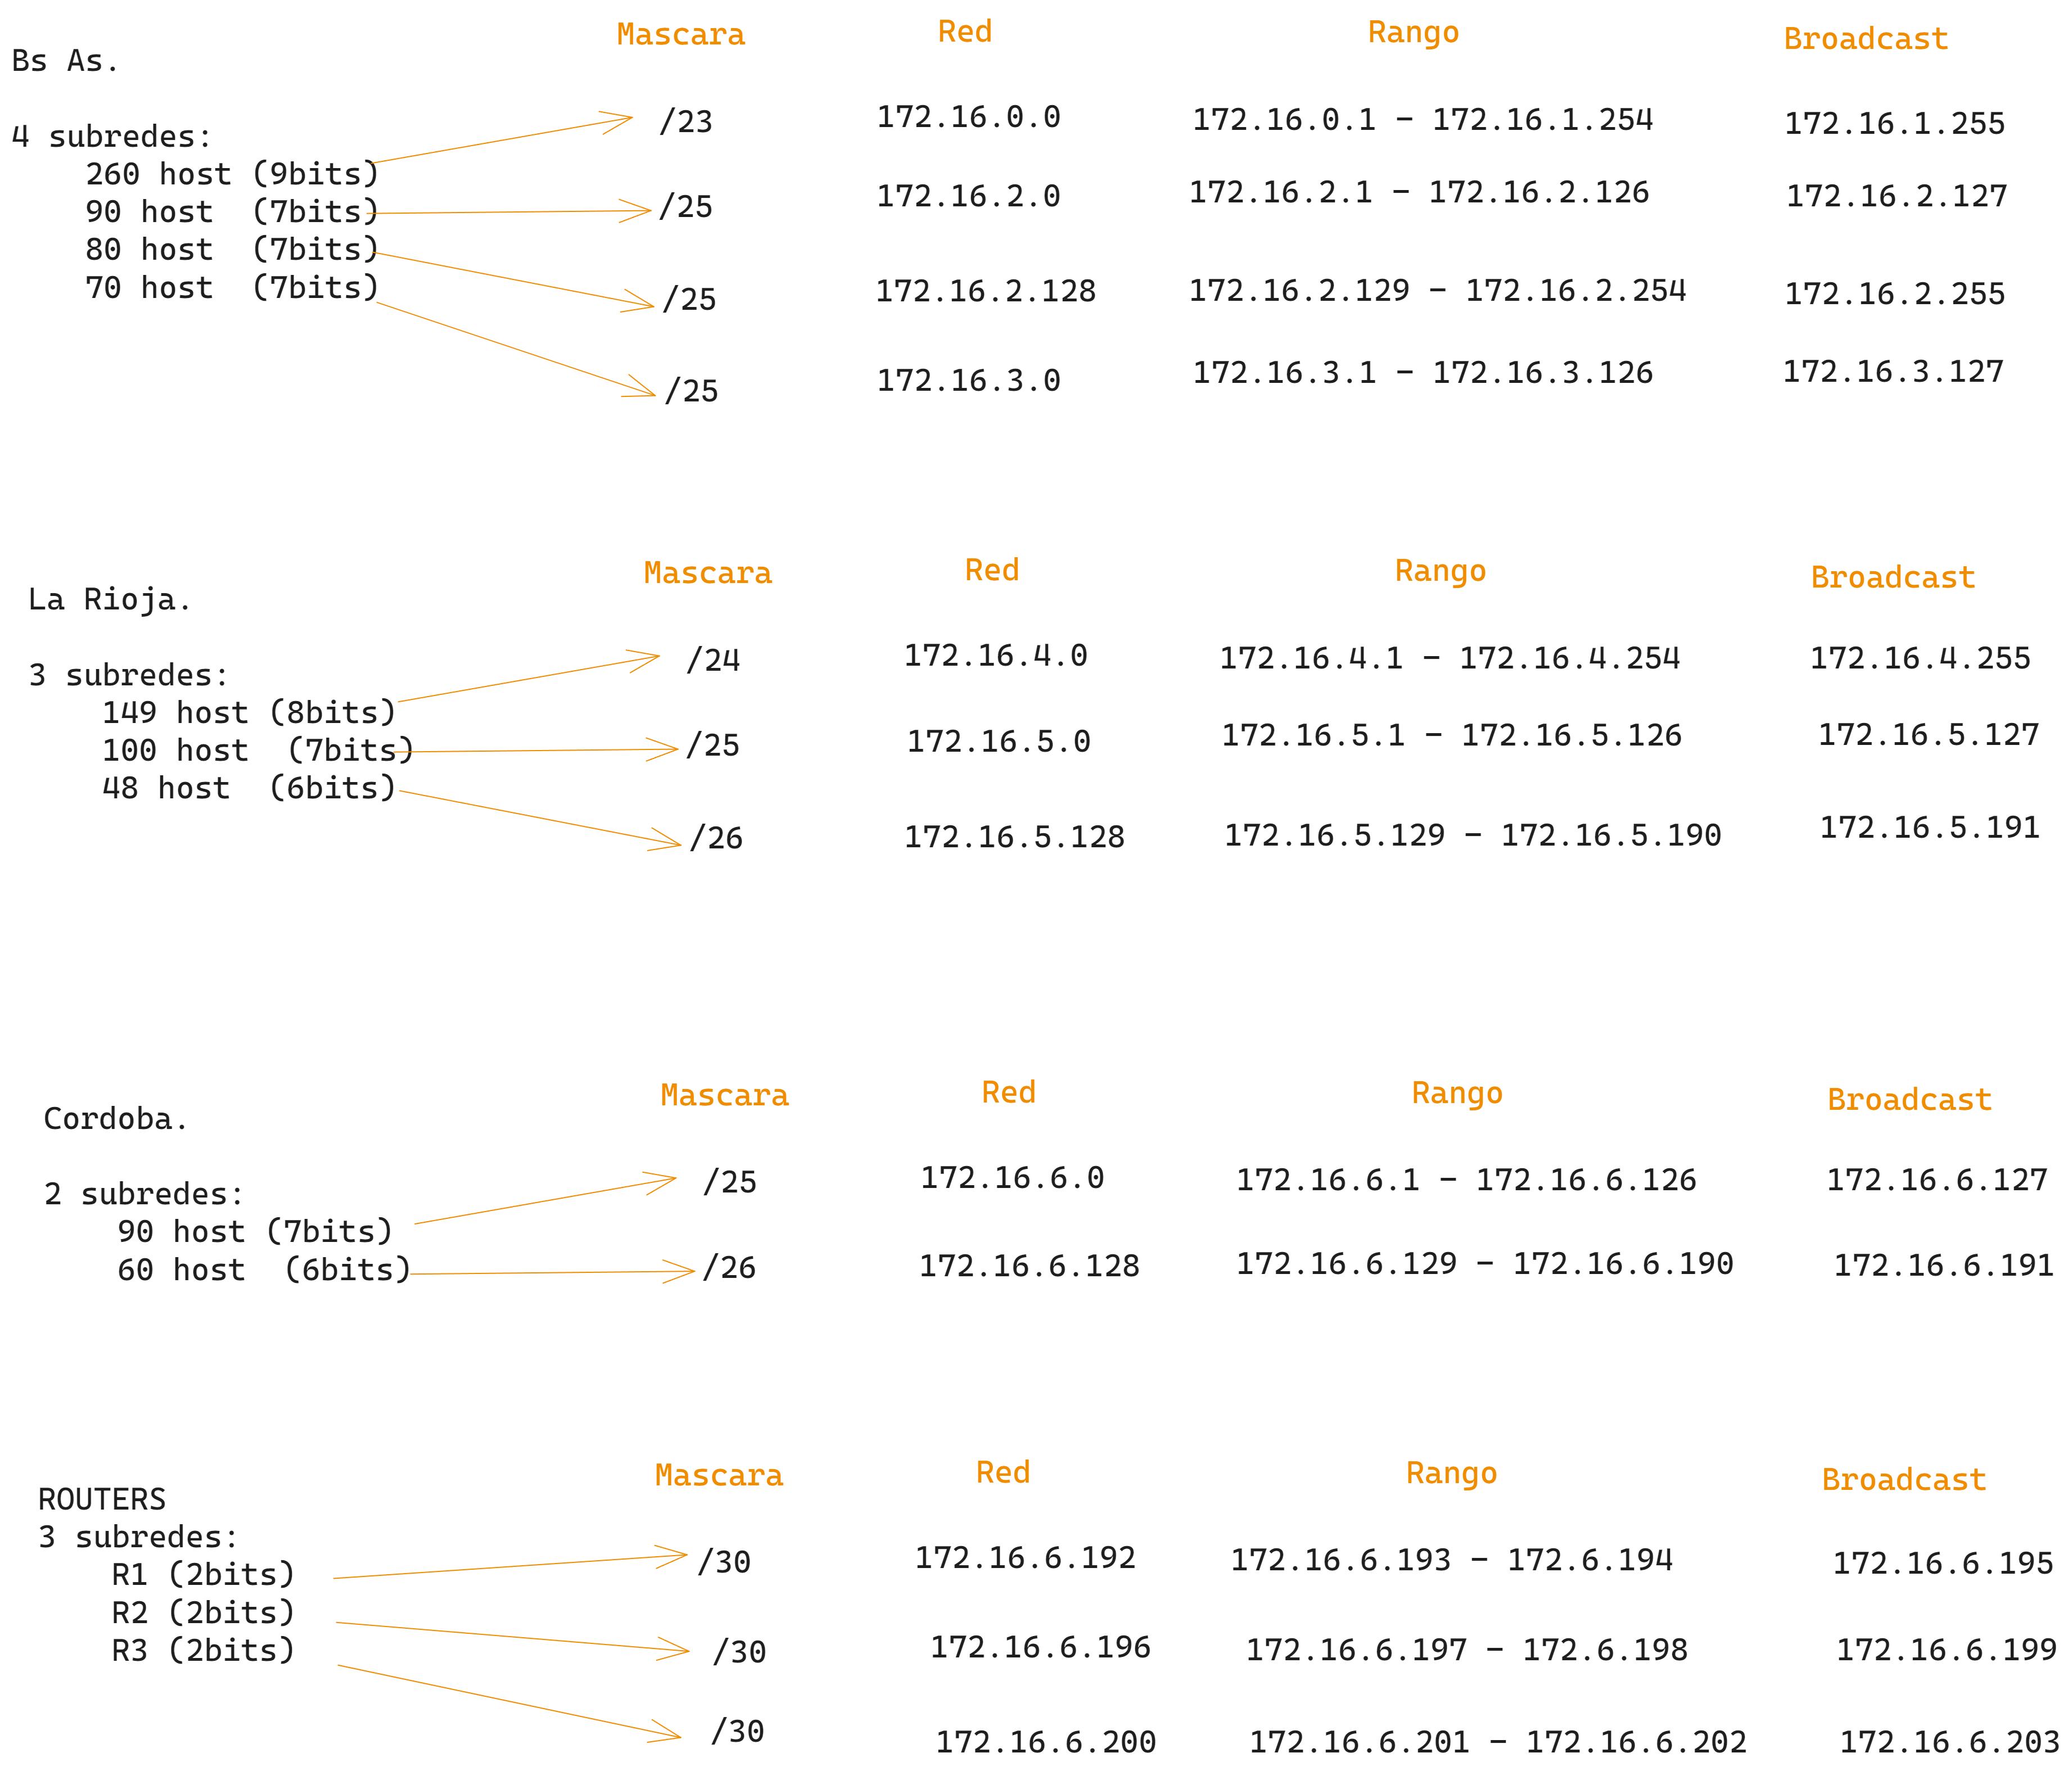 Mascara Red Rango Broadcast
Bs As.
4 subredes:
260 host (9bits) /23 172.16.0.0 172.16.0.1 - 172.16.1.254 172.16.1.255
90 host (7bits) /25 172.16.2.0 172.16.2.1 - 172.16.2.126 172.16.2.127
80 host (7bits) /25 172.16.2.128 172.16.2.129 - 172.16.2.254 172.16.2.255
70 host (7bits) /25 172.16.3.0 172.16.3.1 - 172.16.3.126 172.16.3.127
Mascara Red Rango Broadcast
La Rioja.
3 subredes:
149 host (8bits) /24 172.16.4.0 172.16.4.1 - 172.16.4.254 172.16.4.255
100 host (7bits) /25 172.16.5.0 172.16.5.1 - 172.16.5.126 172.16.5.127
48 host (6bits) /26 172.16.5.128 172.16.5.129 - 172.16.5.190 172.16.5.191
Mascara Red Rango Broadcast
Cordoba.
2 subredes:
90 host (7bits) /25 172.16.6.0 172.16.6.1 - 172.16.6.126 172.16.6.127
60 host (6bits) /26 172.16.6.128 172.16.6.129 - 172.16.6.190 172.16.6.191
Mascara Red Rango Broadcast
ROUTERS
3 subredes:
R1 (2bits) /30 172.16.6.192 172.16.6.193 - 172.6.194 172.16.6.195
R2 (2bits) /30 172.16.6.196 172.16.6.197 - 172.6.198 172.16.6.199
R3 (2bits) /30 172.16.6.200 172.16.6.201 - 172.16.6.202 172.16.6.203